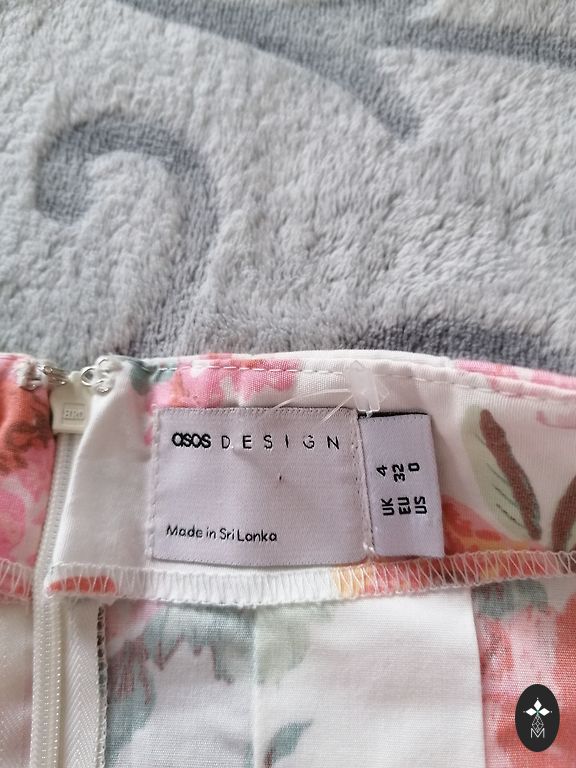 asos DESIGN
Made in Sri Lanka
UK 4
EU 32
US 0
M